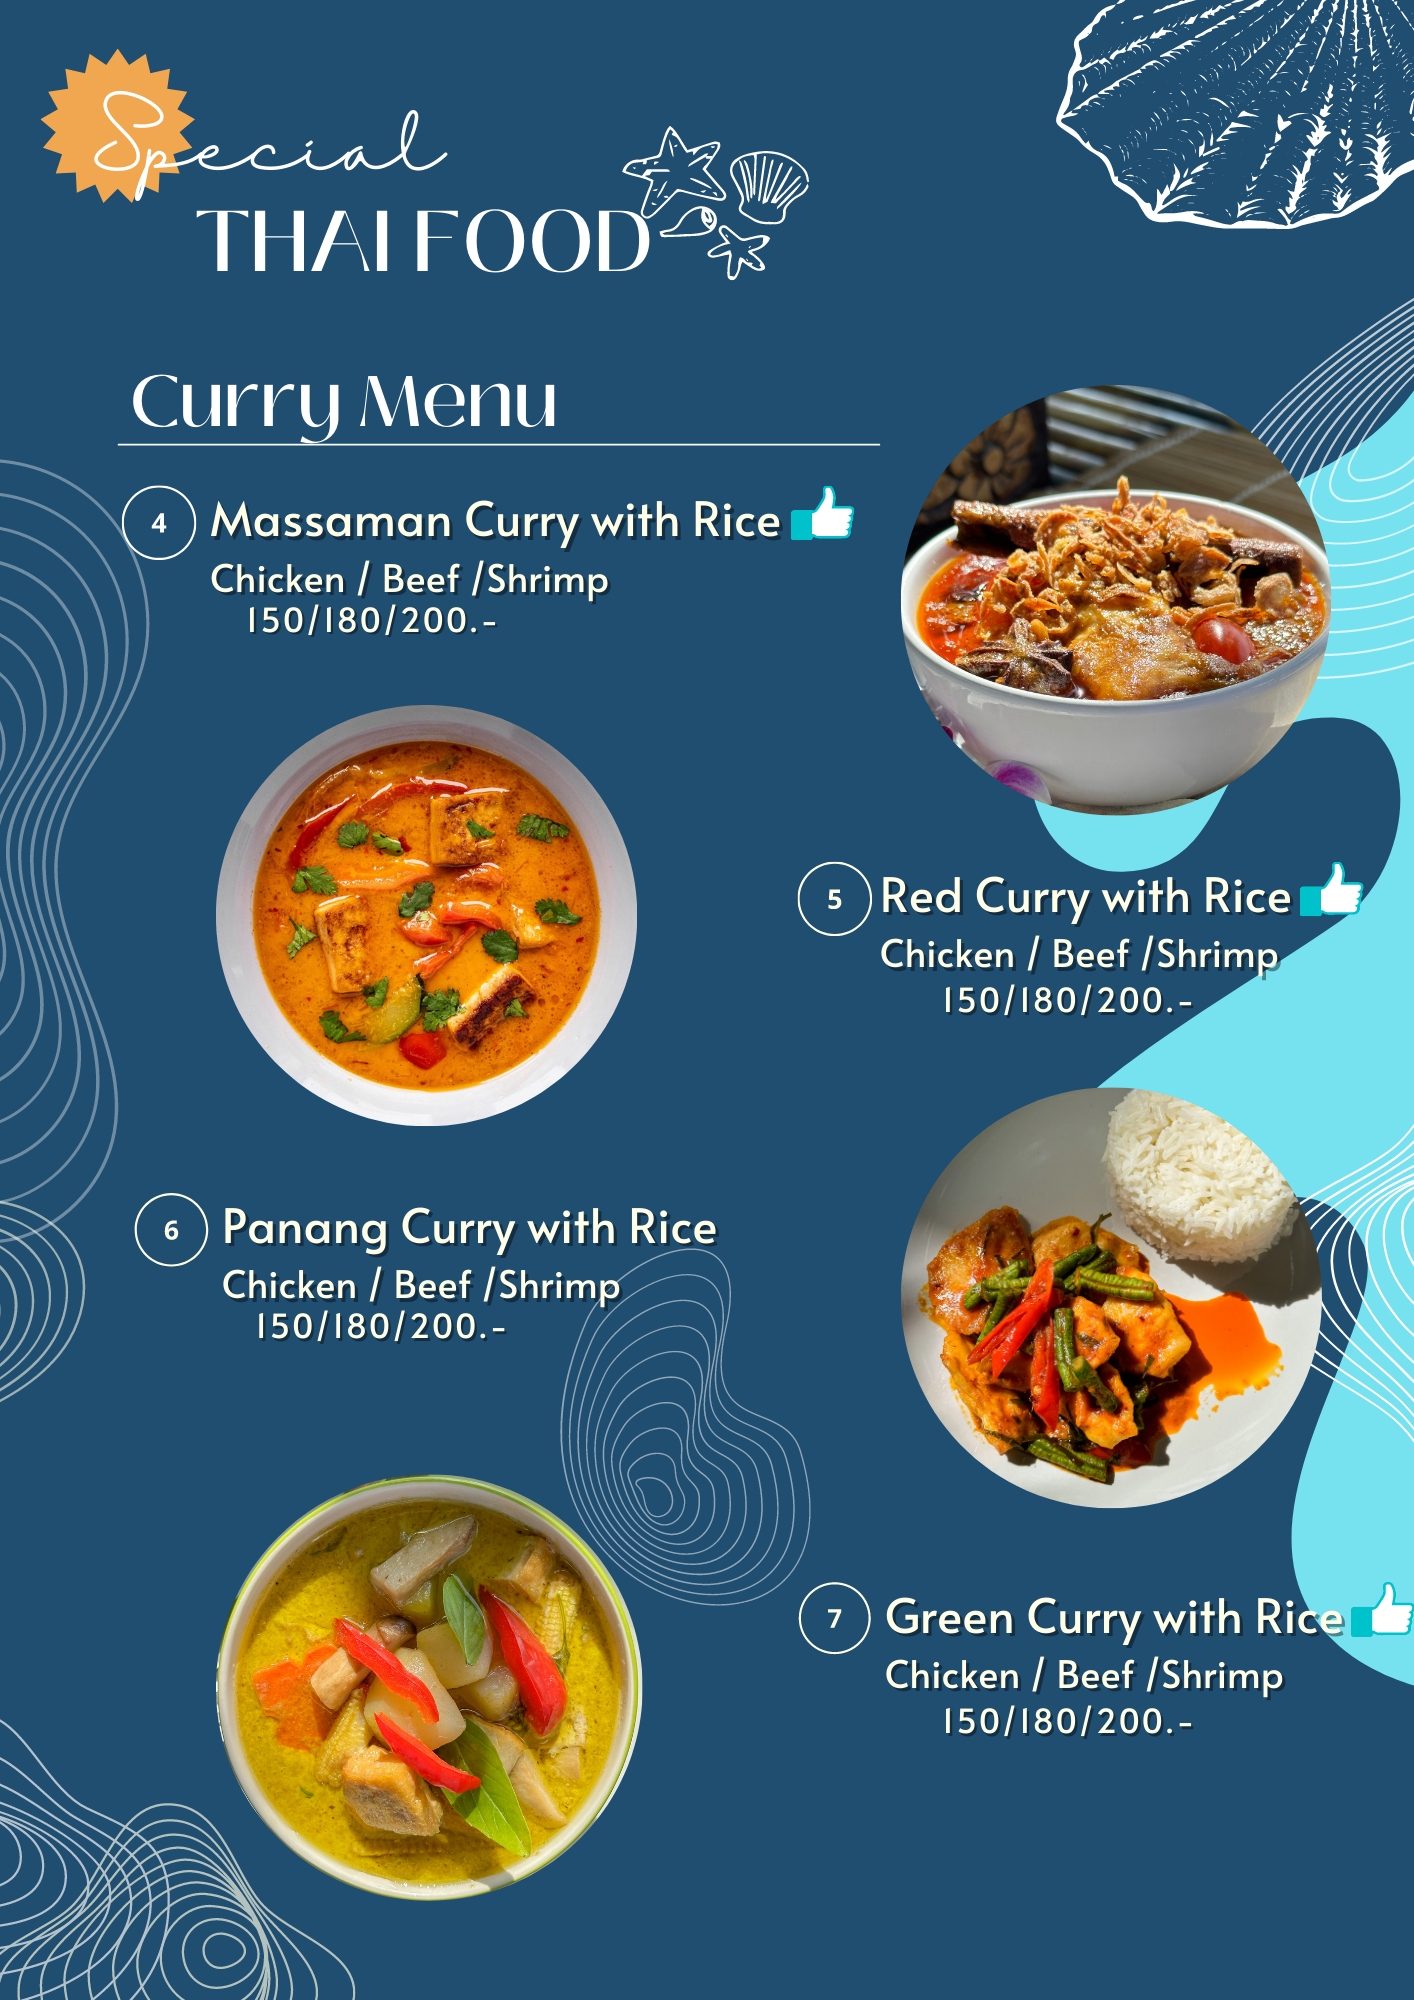 Special
THAI FOOD
Curry Menu
4 Massaman Curry with Rice
Chicken / Beef /Shrimp
150/180/200.-
5 Red Curry with Rice
Chicken / Beef /Shrimp
150/180/200.-
6 Panang Curry with Rice
Chicken / Beef /Shrimp
150/180/200.-
7 Green Curry with Rice
Chicken / Beef /Shrimp
150/180/200.-